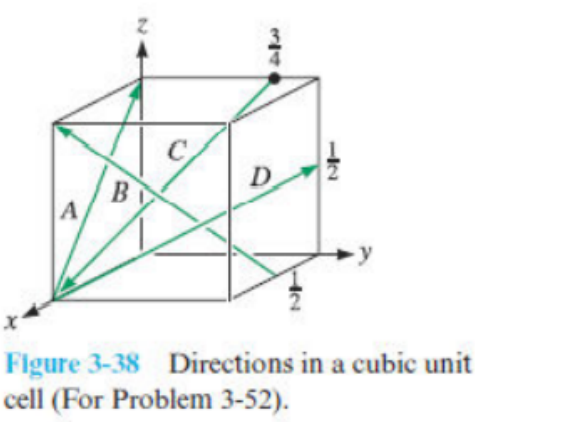 z
3/4
C
1/2
D
B
A
y
1/2
x
Figure 3-38 Directions in a cubic unit
cell (For Problem 3-52).